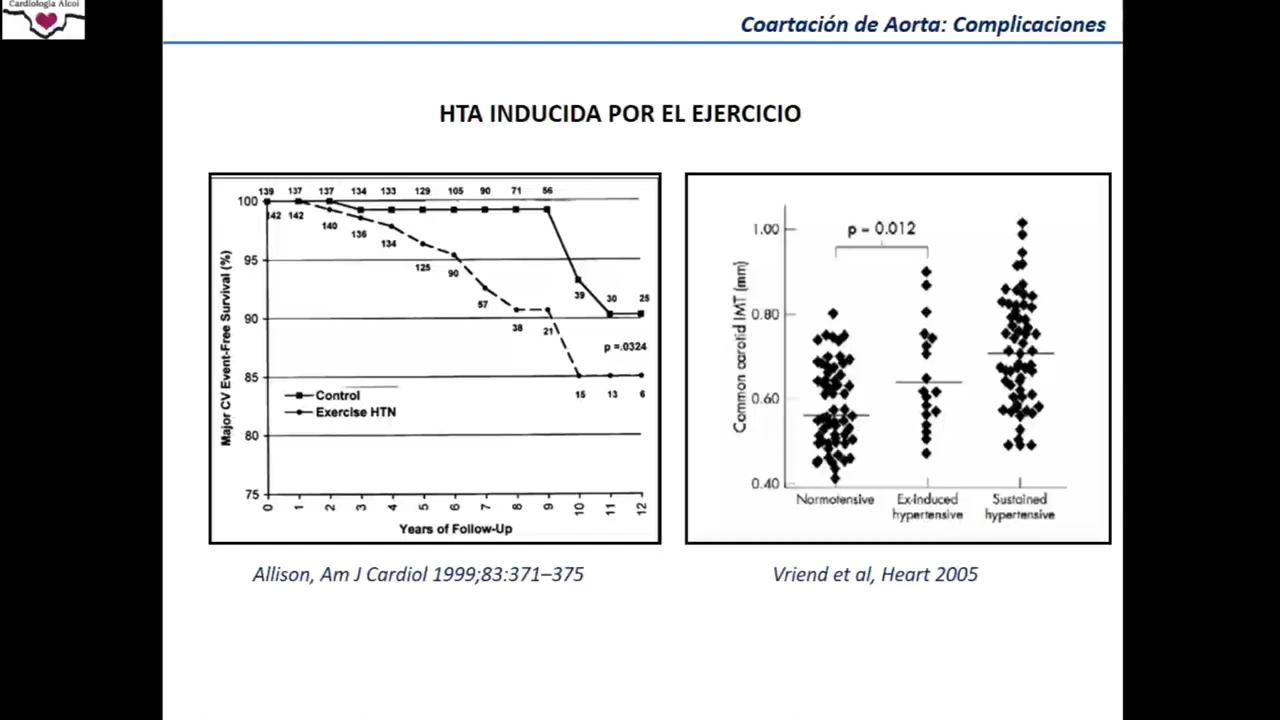 Cardiología Alcoi
Coartación de Aorta: Complicaciones
HTA INDUCIDA POR EL EJERCICIO
139 137 137 134 133 129 105 90 71 56
100
142 142
140
136
134
125
90
57
38
21
39 30 25
95
90
85
80
75
p =.0324
15 13 6
Control
Exercise HTN
Major CV Event-Free Survival (%)
0 1 2 3 4 5 6 7 8 9 10 11 12
Years of Follow-Up
p = 0.012
1.00
0.80
0.60
0.40
Common carotid IMT (mm)
Normotensive Ex-induced Sustained
hypertensive hypertensive
Allison, Am J Cardiol 1999;83:371–375
Vriend et al, Heart 2005